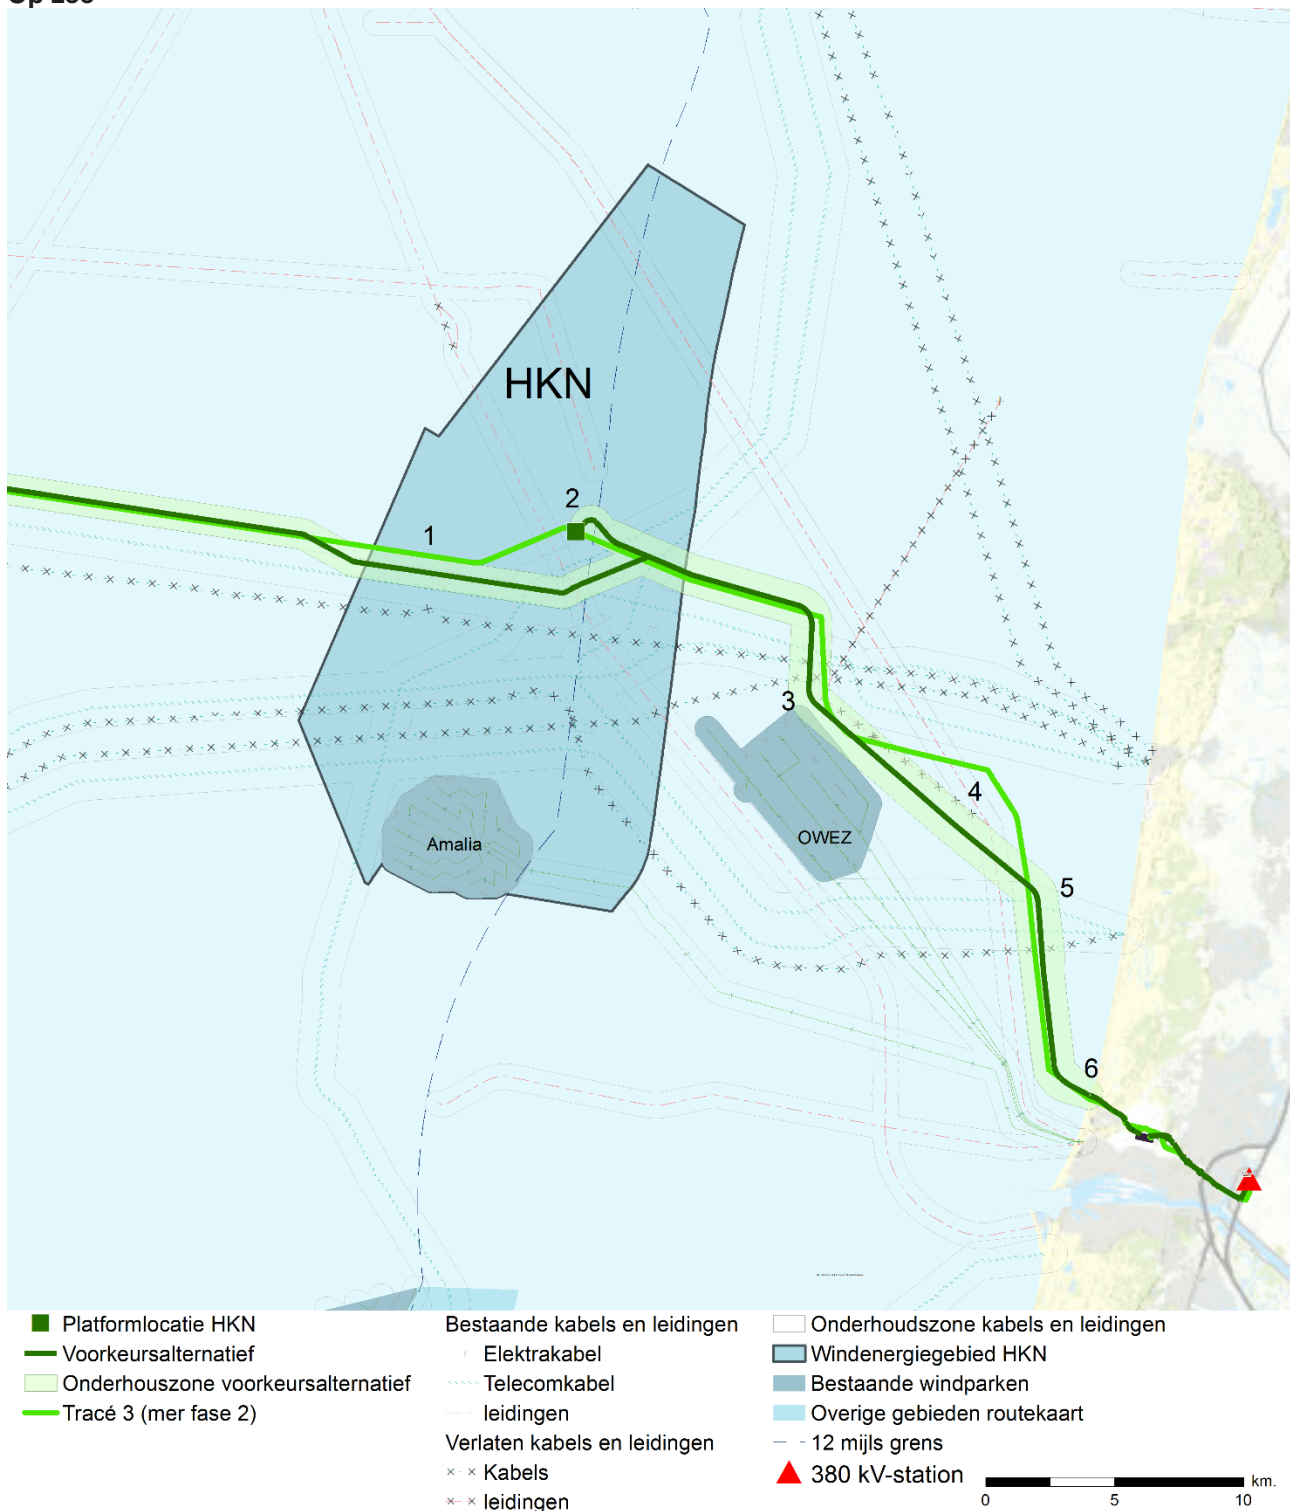 HKN
2
1
3
4
OWEZ
Amalia
5
6
Platformlocatie HKN
Voorkeursalternatief
Onderhouszone voorkeursalternatief
Tracé 3 (mer fase 2)
Bestaande kabels en leidingen
Elektrakabel
Telecomkabel
leidingen
Verlaten kabels en leidingen
Kabels
leidingen
Onderhoudszone kabels en leidingen
Windenergiegebied HKN
Bestaande windparken
Overige gebieden routekaart
12 mijls grens
380 kV-station
km.
0 5 10